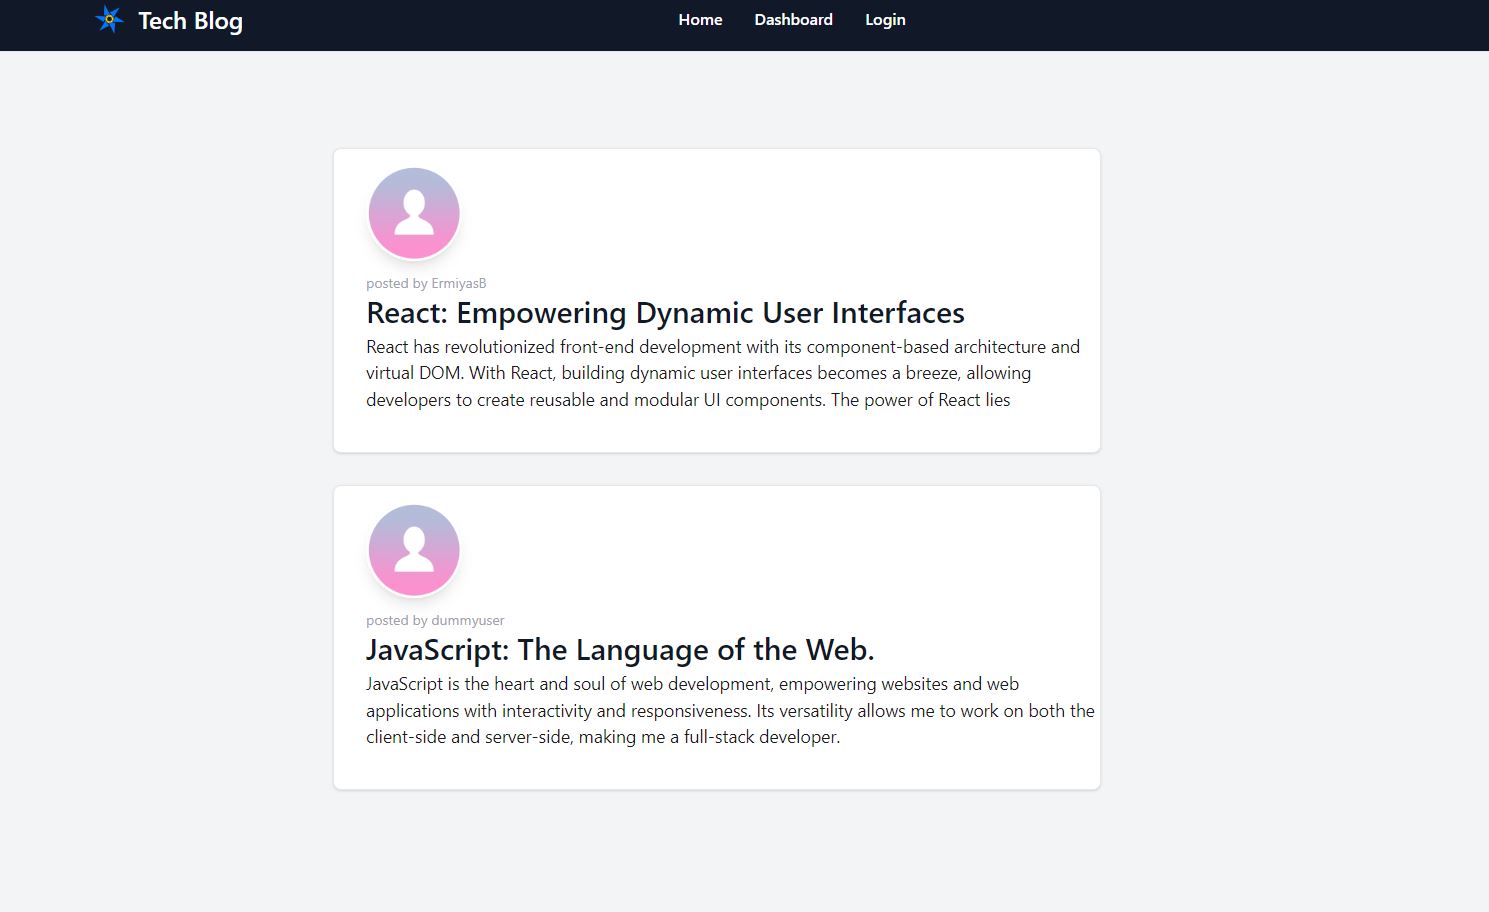 Tech Blog
Home Dashboard Login
posted by ErmiyasB
React: Empowering Dynamic User Interfaces
React has revolutionized front-end development with its component-based architecture and
virtual DOM. With React, building dynamic user interfaces becomes a breeze, allowing
developers to create reusable and modular UI components. The power of React lies
posted by dummyuser
JavaScript: The Language of the Web.
JavaScript is the heart and soul of web development, empowering websites and web
applications with interactivity and responsiveness. Its versatility allows me to work on both the
client-side and server-side, making me a full-stack developer.